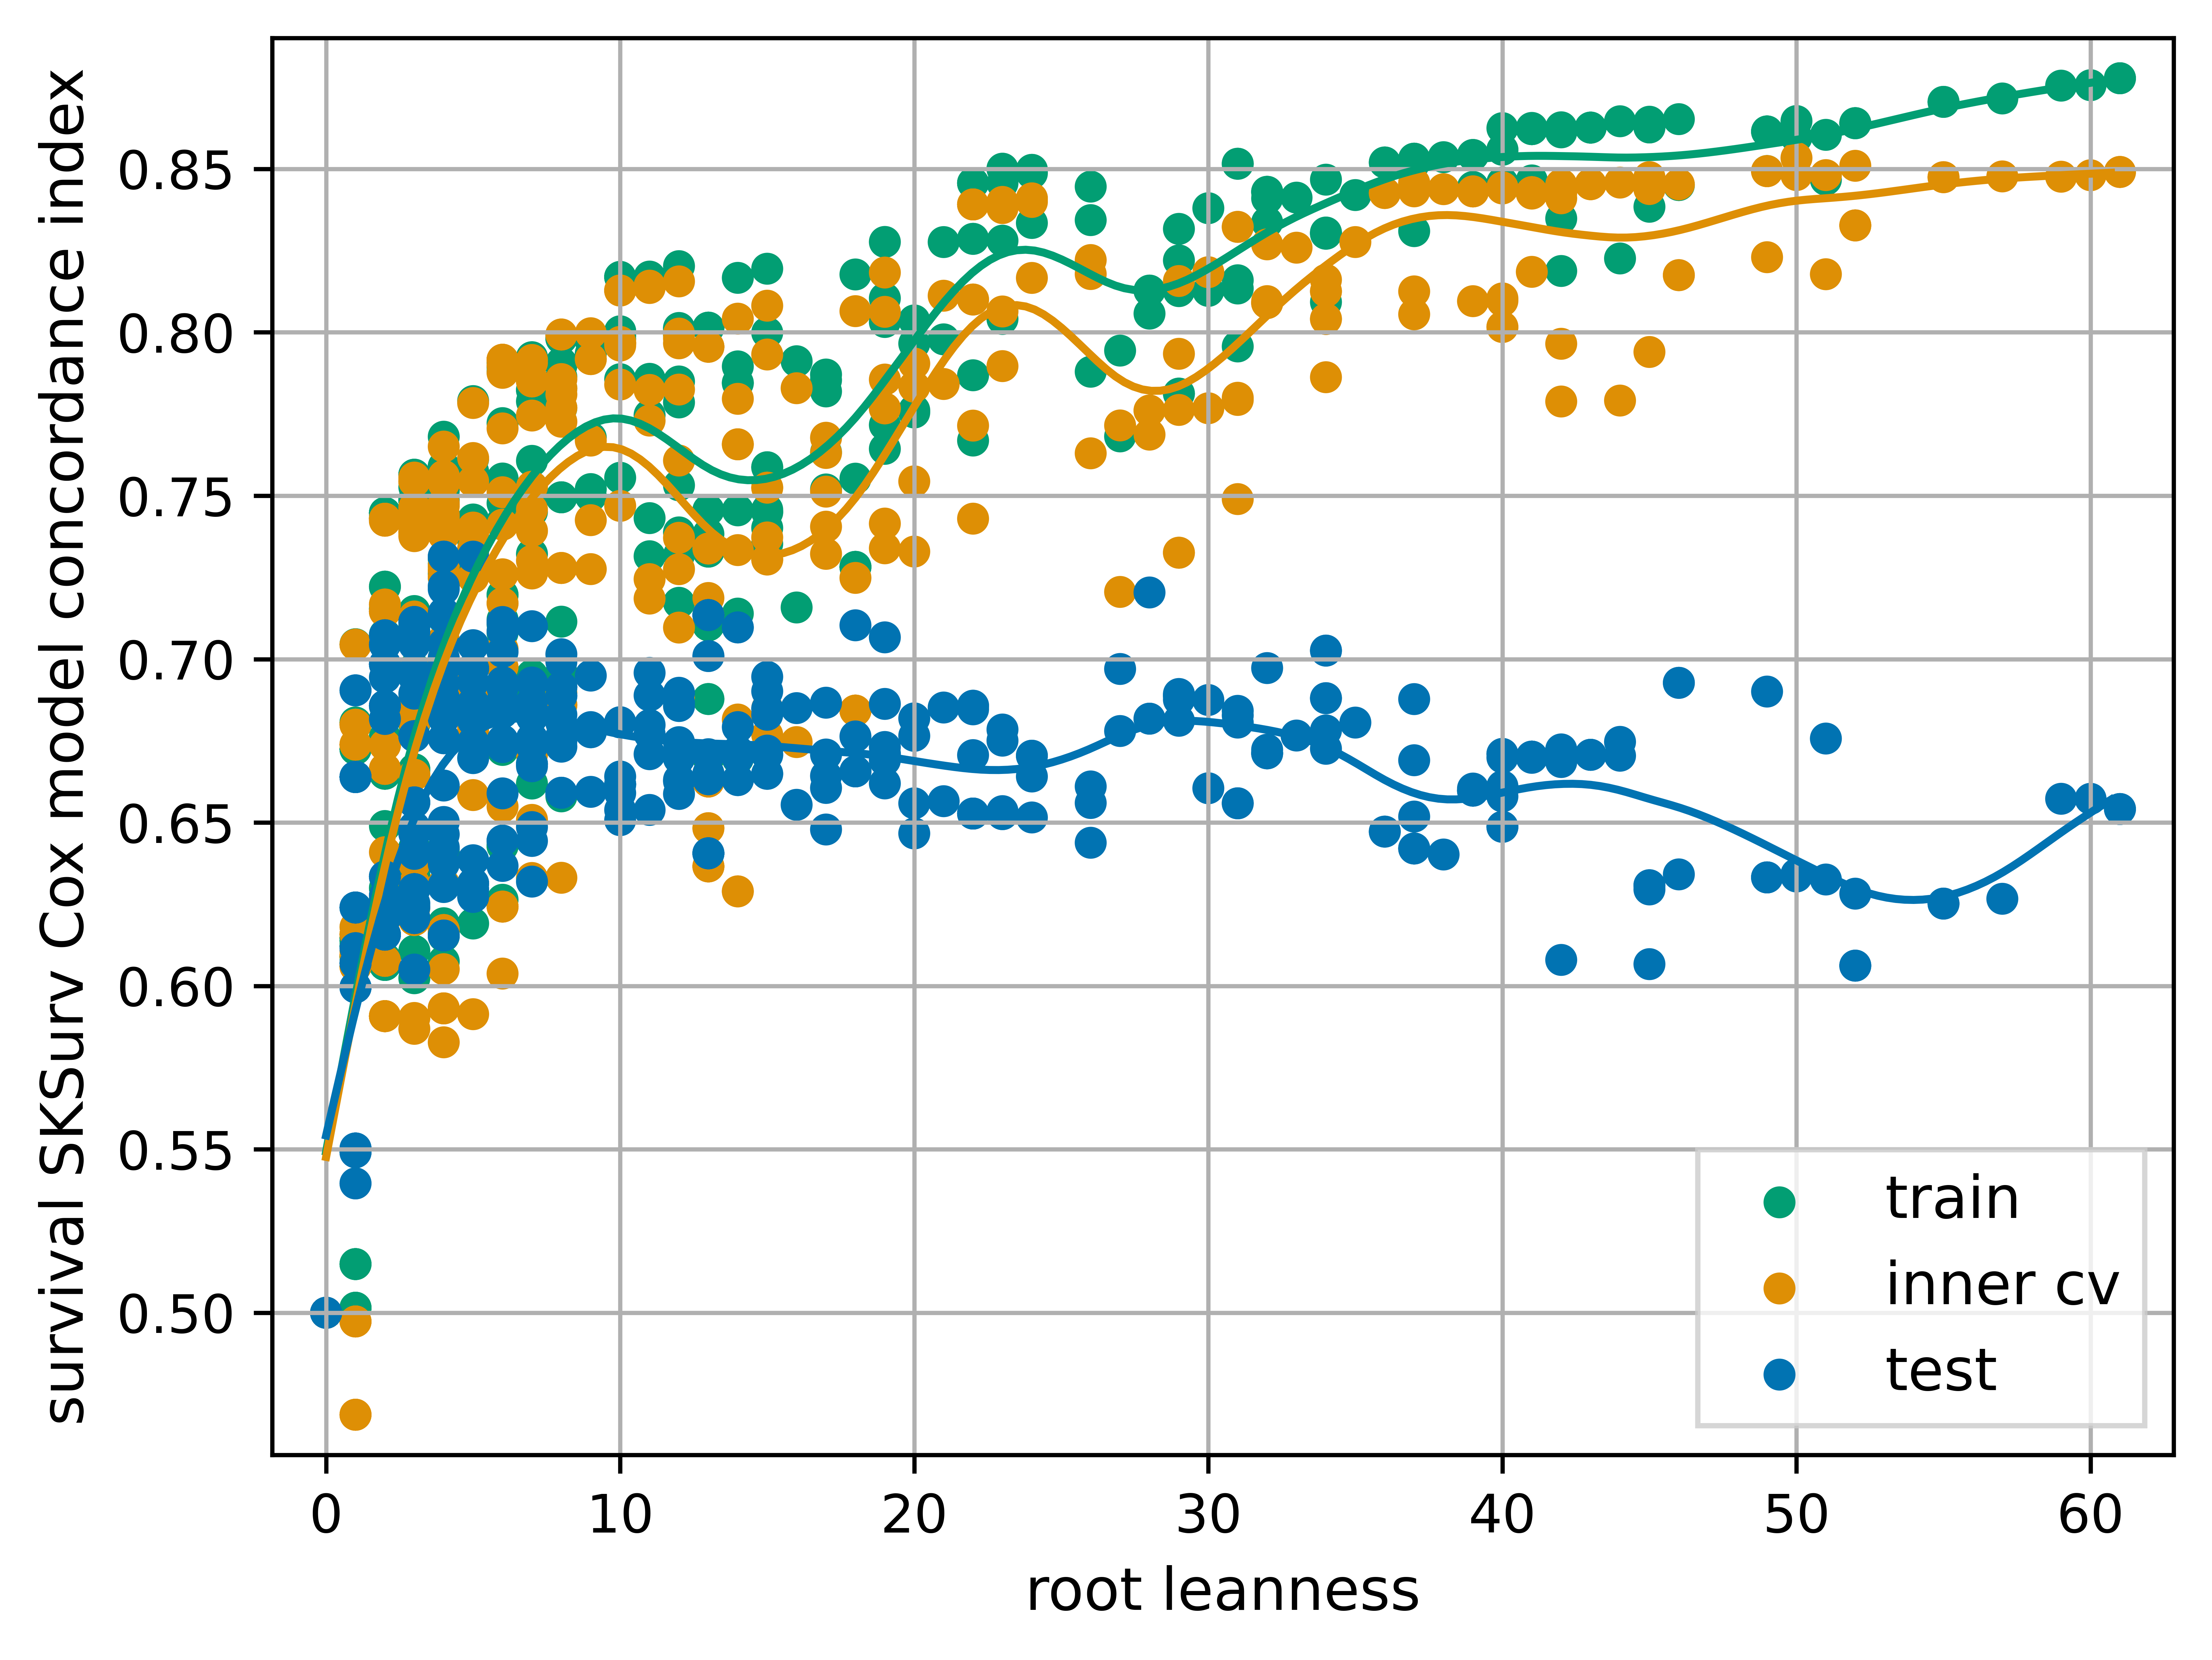 survival SKSurv Cox model concordance index
0.85
0.80
0.75
0.70
0.65
0.60
0.55
0.50
train
inner cv
test
0 10 20 30 40 50 60
root leanness